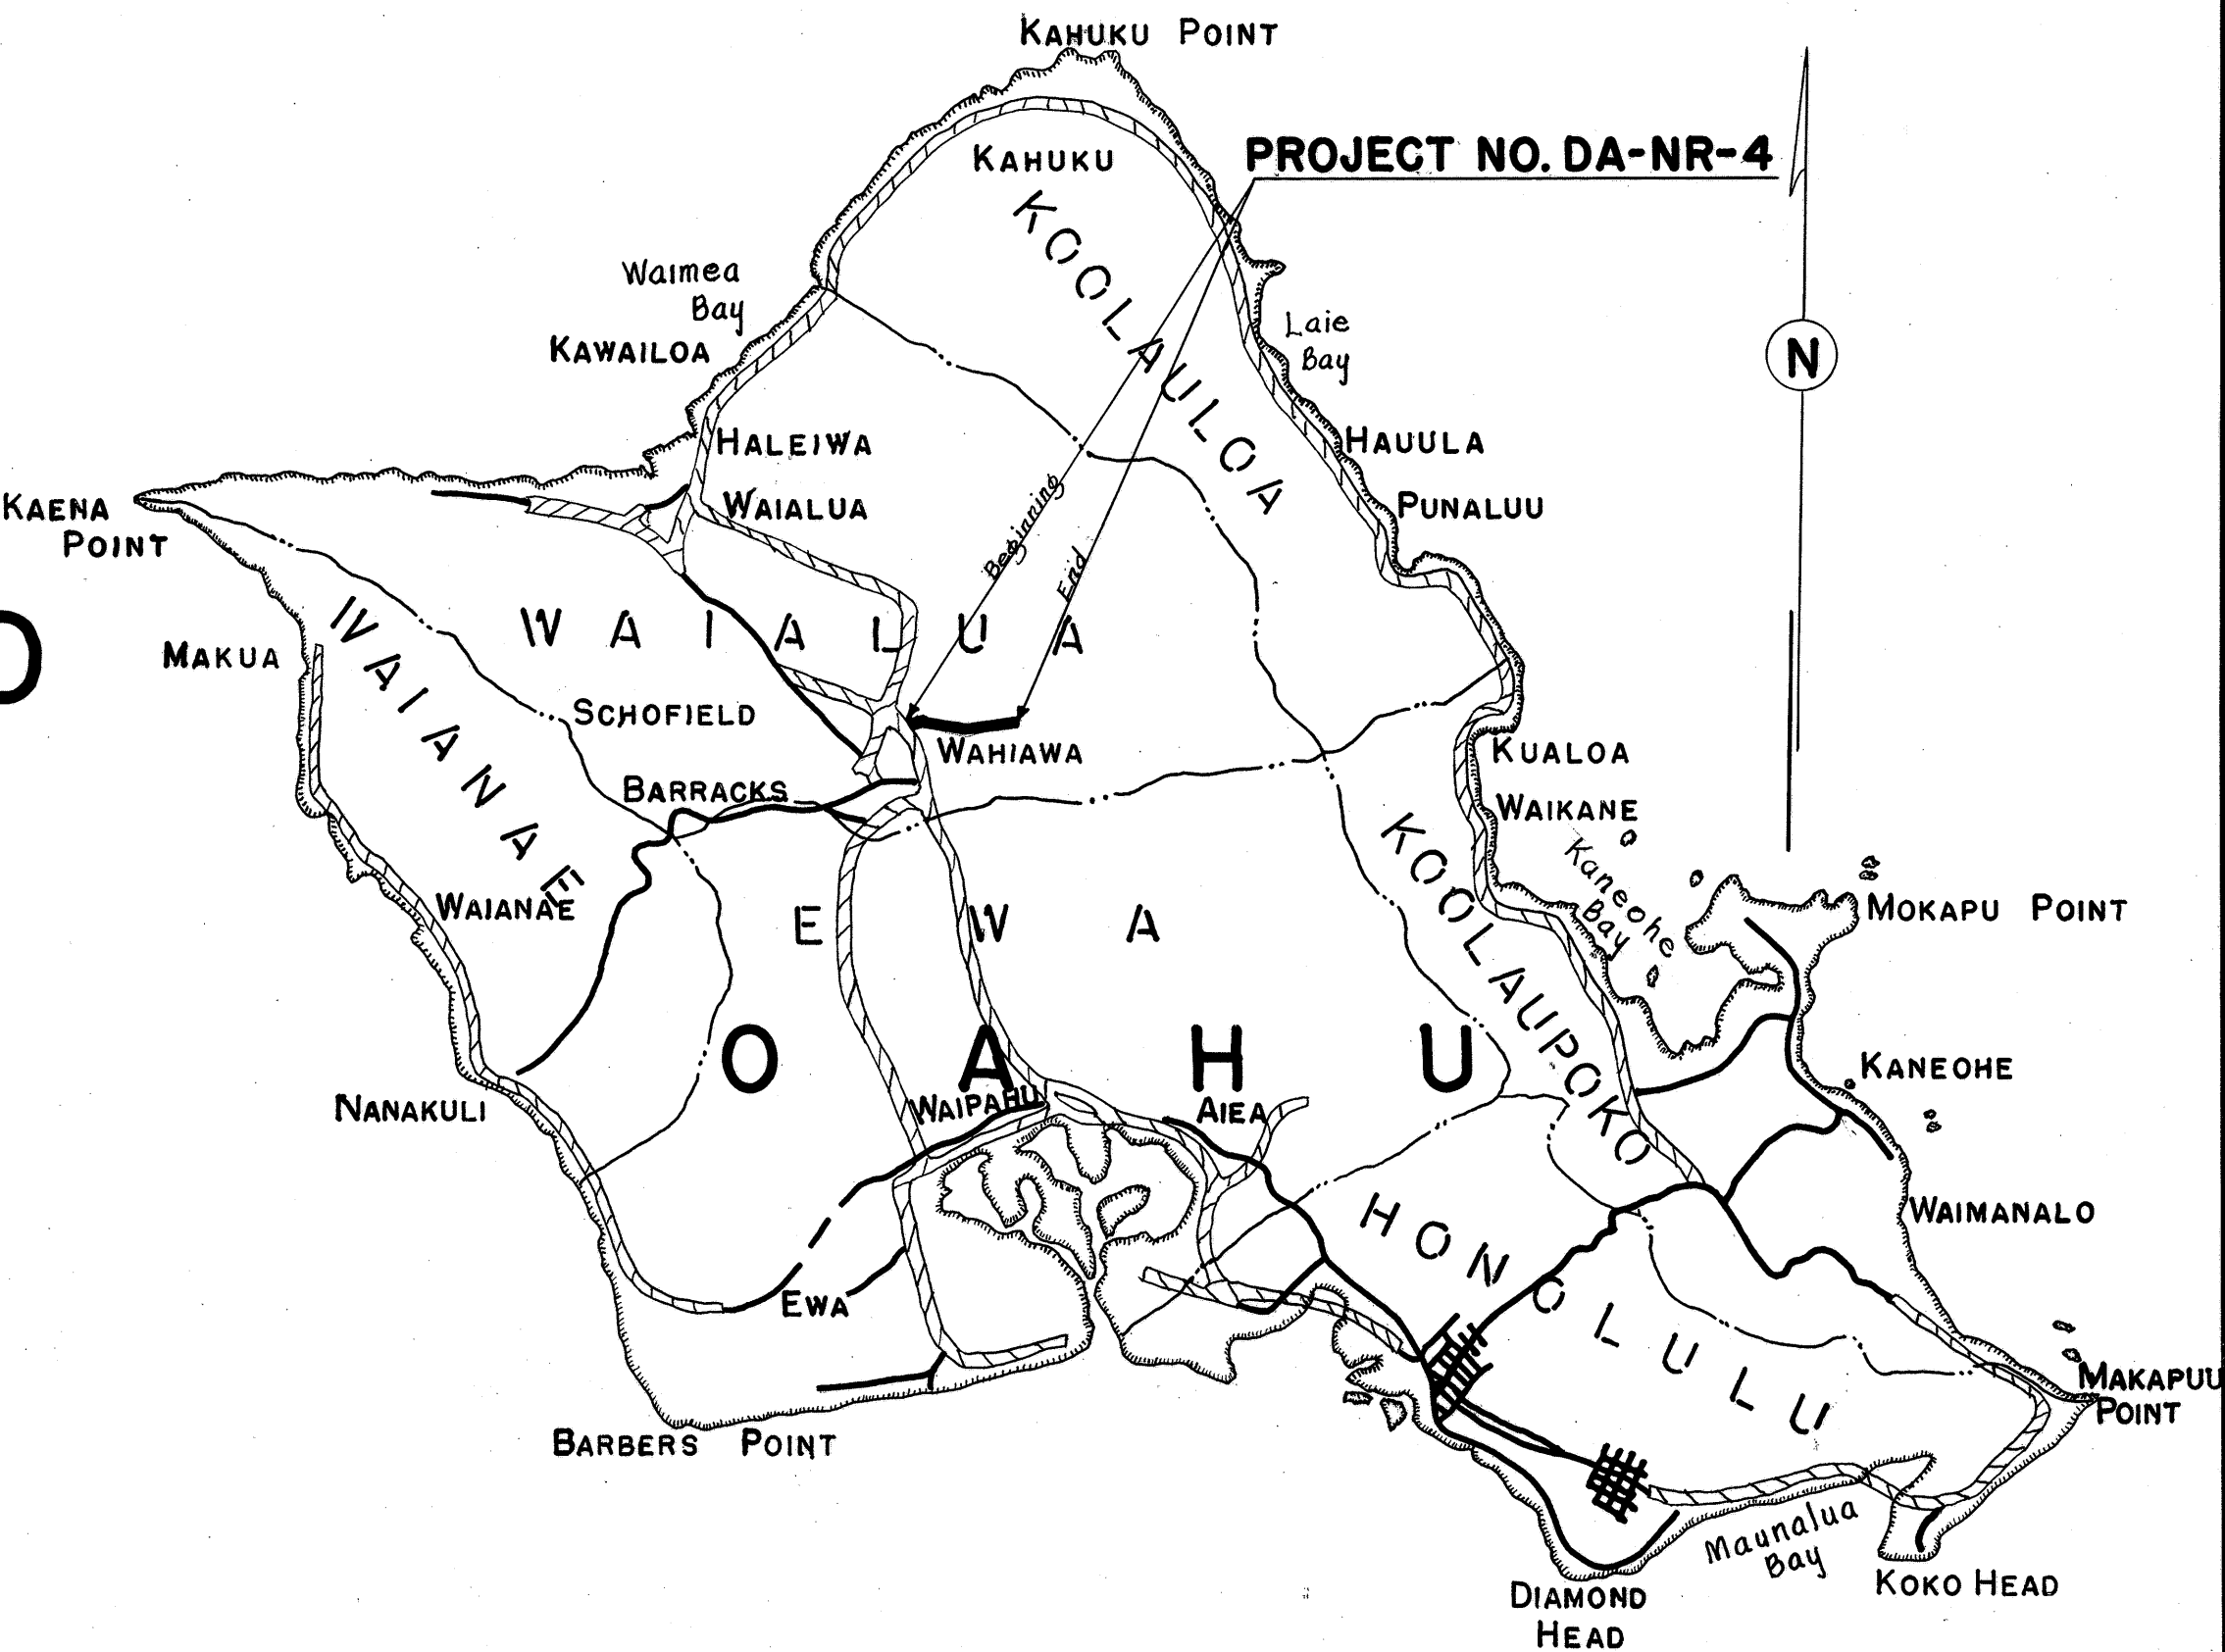 KAHUKU POINT
PROJECT NO. DA-NR-4
KAHUKU
KOOLAULOA
Waimea
Bay
KAWAILOA
Laie
Bay
N
HALEIWA
HAUULA
WAIALUA
PUNALUU
KAENA
POINT
Beginning
End
WAIALUA
MAKUA
WAIANAE
SCHOFIELD
BARRACKS
WAHIAWA
KUALOA
WAIKANE
Kaneohe
Bay
KOOLAUPOKO
MOKAPU POINT
WAIANAE
EWA
OAHU
KANEOHE
NANAKULI
WAIPAHU
AIEA
WAIMANALO
HONOLULU
EWA
MAKAPUU
POINT
BARBERS POINT
Maunalua
Bay
KOKO HEAD
DIAMOND
HEAD